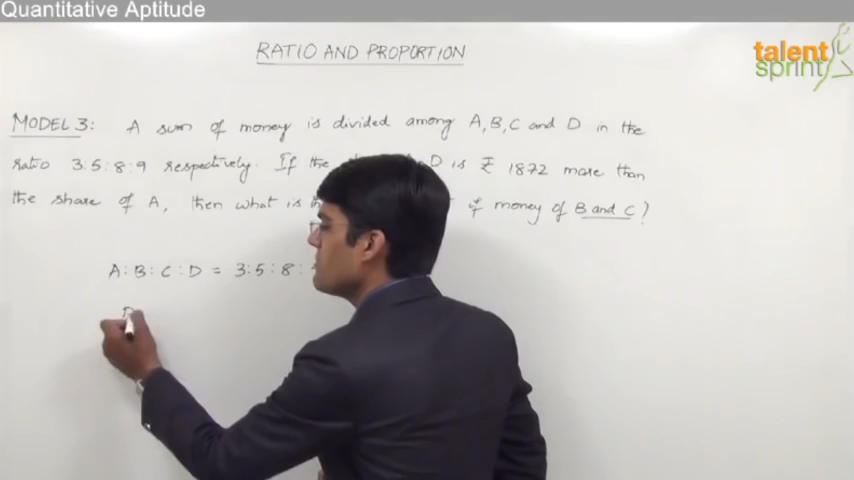 Quantitative Aptitude
RATIO AND PROPORTION
talent
sprint
MODEL 3: A sum of money is divided among A, B, C and D in the
ratio 3:5:8:9 respectively. If the D is ₹ 1872 more than
the share of A, then what is of money of B and C?
A:B:C:D = 3:5:8: